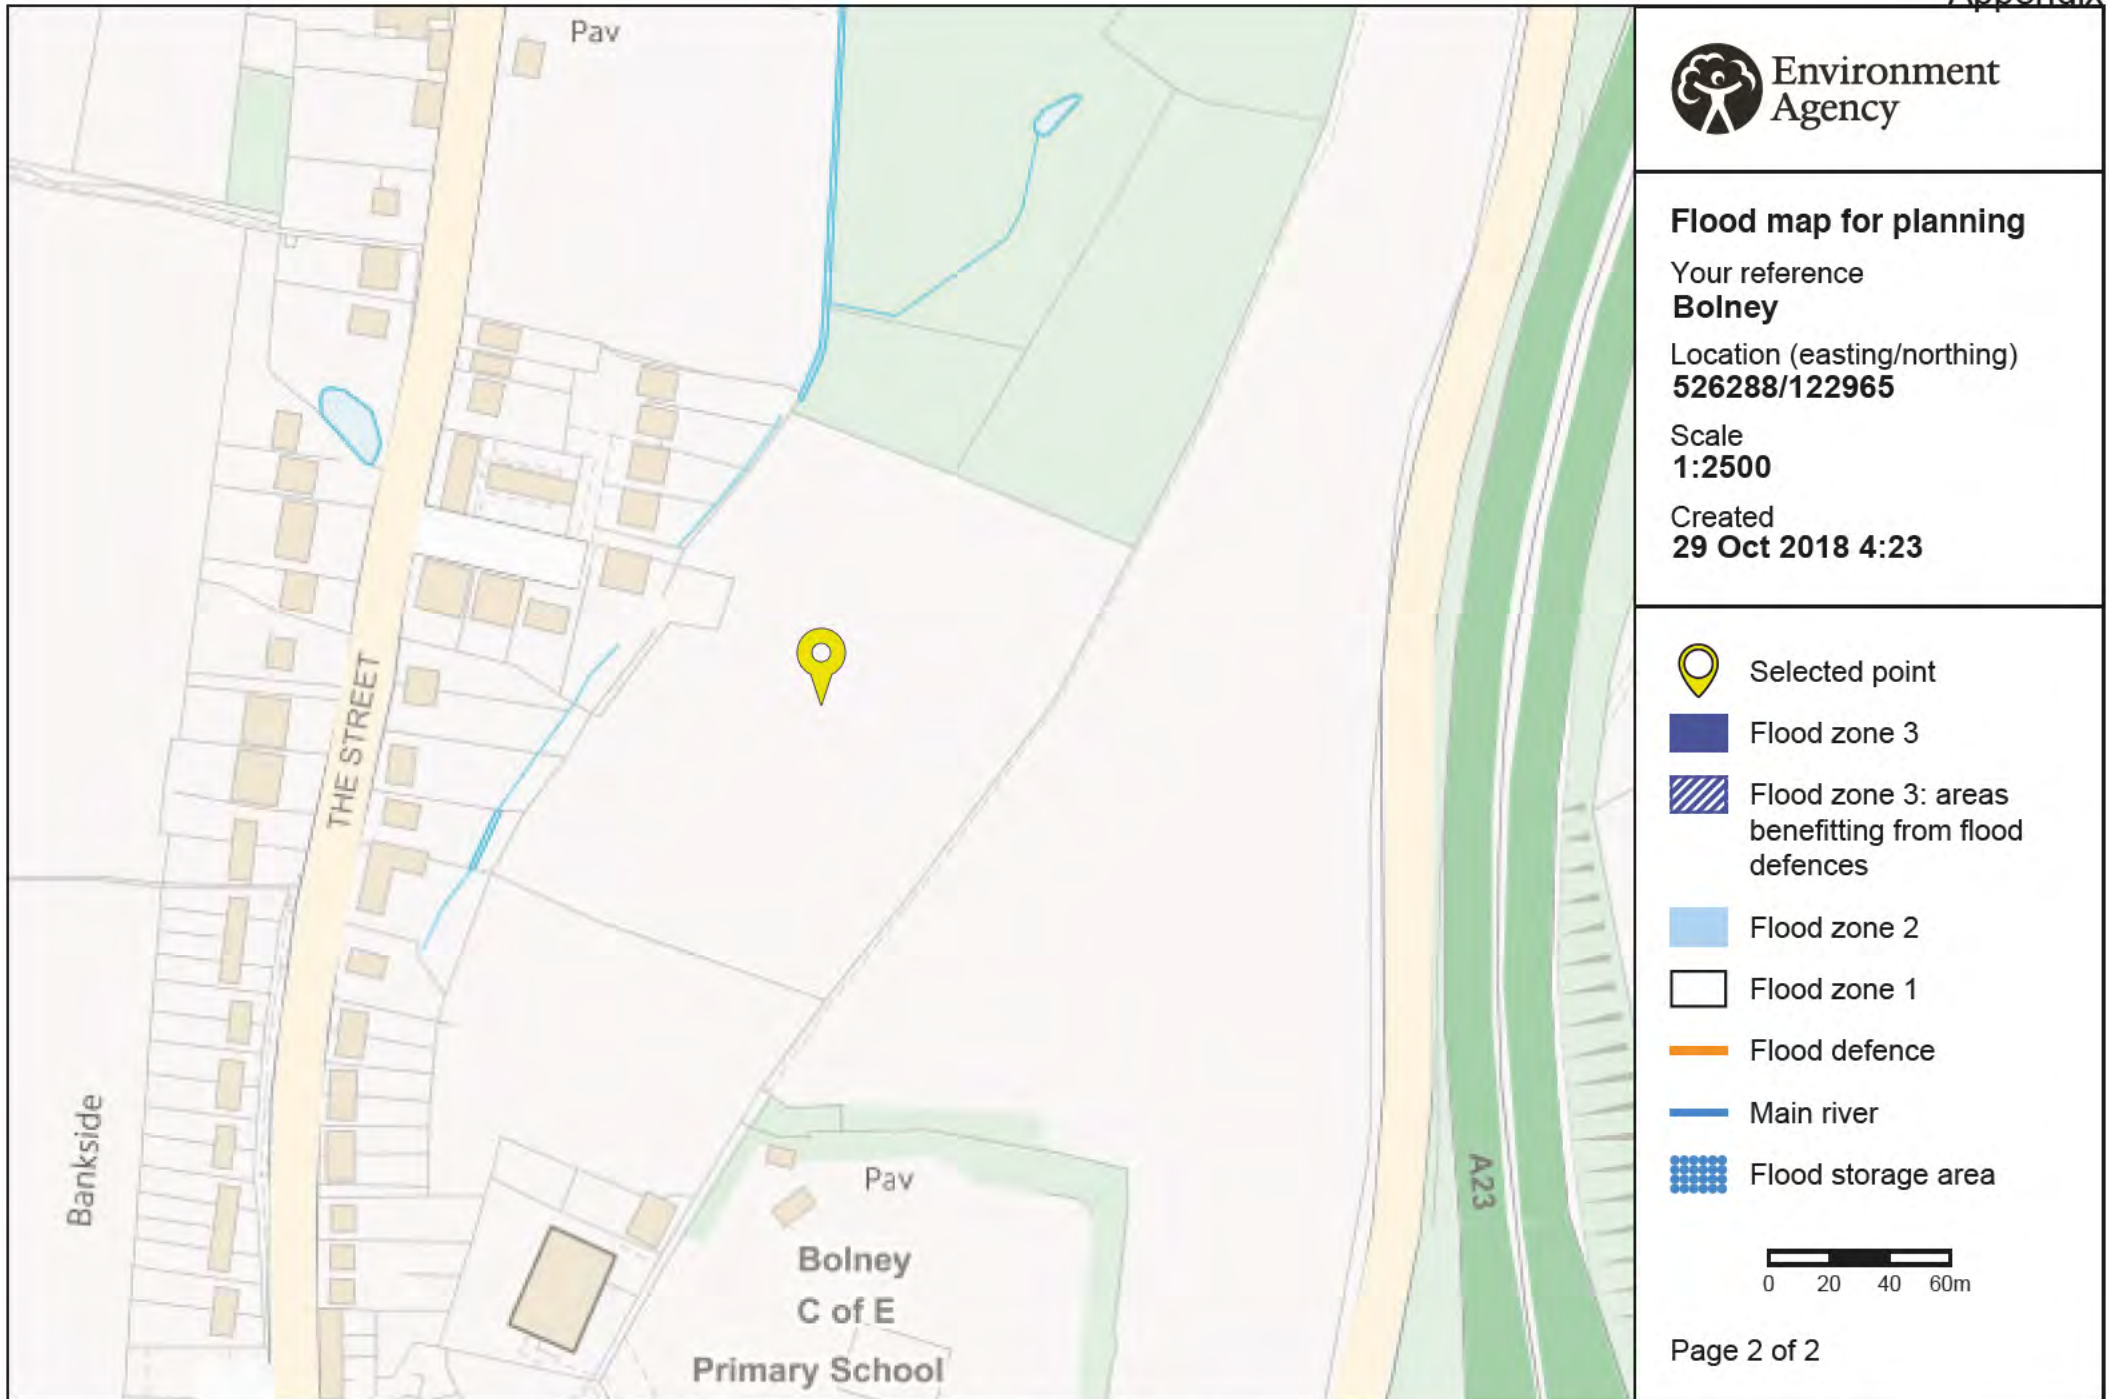 Appendix
Pav
THE STREET
Bankside
Pav
Bolney
C of E
Primary School
A23
Environment
Agency
Flood map for planning
Your reference
Bolney
Location (easting/northing)
526288/122965
Scale
1:2500
Created
29 Oct 2018 4:23
Selected point
Flood zone 3
Flood zone 3: areas
benefitting from flood
defences
Flood zone 2
Flood zone 1
Flood defence
Main river
Flood storage area
0 20 40 60m
Page 2 of 2